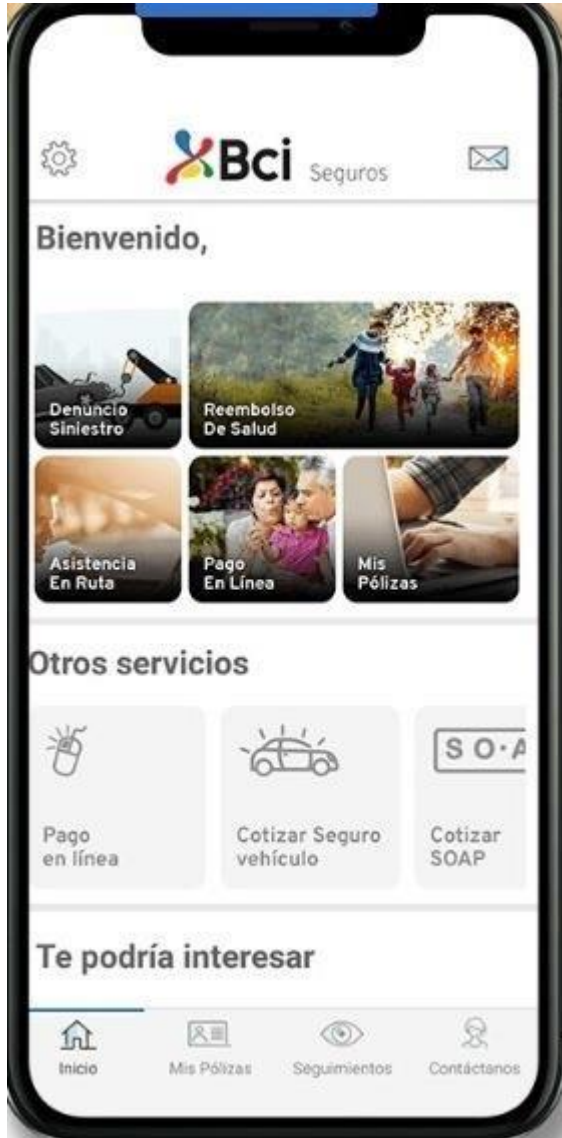 Bci Seguros
Bienvenido,
Denuncio
Siniestro
Reembolso
De Salud
Asistencia
En Ruta
Pago
En Línea
Mis
Pólizas
Otros servicios
S O · A
Pago
en línea
Cotizar Seguro
vehículo
Cotizar
SOAP
Te podría interesar
Inicio
Mis Pólizas
Seguimientos
Contáctanos